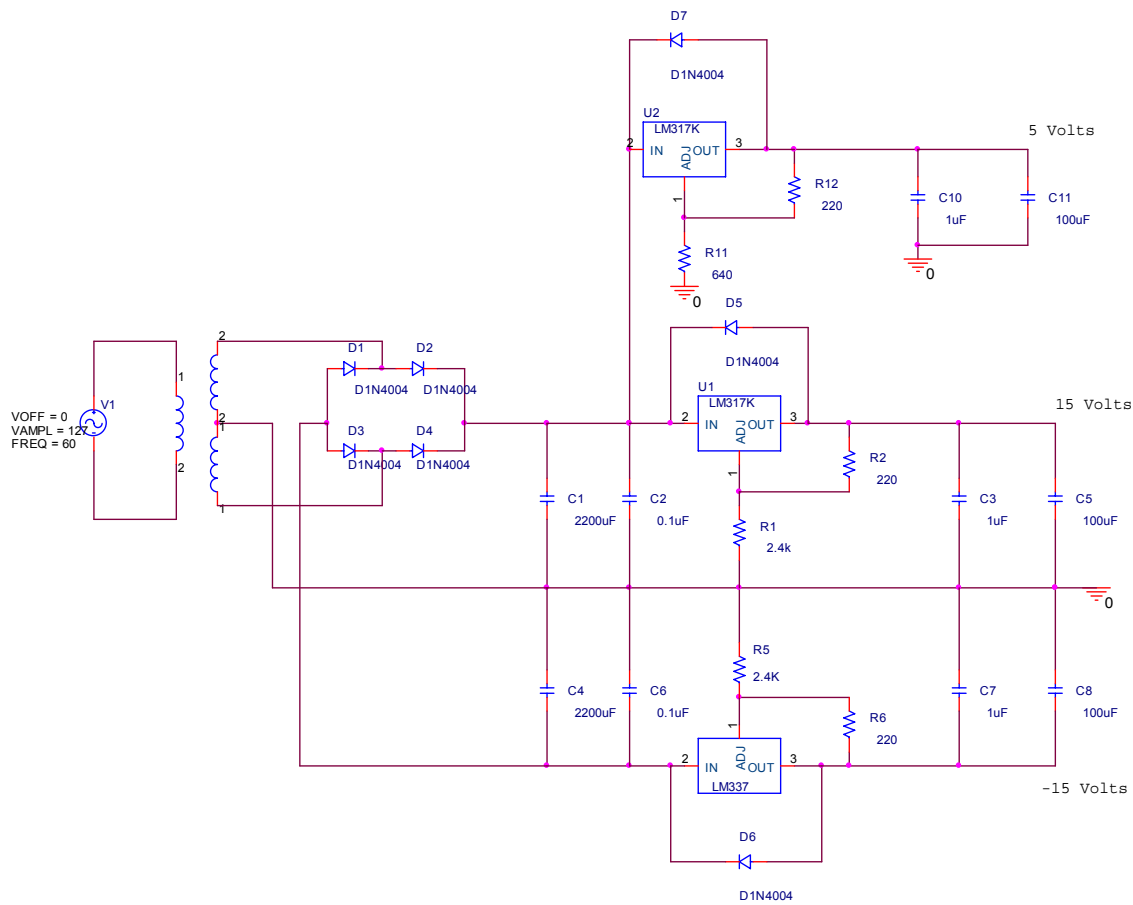 D7
D1N4004
U2
LM317K
2
IN
ADJ
OUT
3
1
5 Volts
R12
220
C10
1uF
C11
100uF
R11
640
0
0
D5
D1N4004
U1
LM317K
2
IN
ADJ
OUT
3
1
15 Volts
VOFF = 0
VAMPL = 127
FREQ = 60
V1
1
2
2
2
1
1
D1
D2
D1N4004
D1N4004
D3
D4
D1N4004
D1N4004
C1
2200uF
C2
0.1uF
R2
220
R1
2.4k
C3
1uF
C5
100uF
0
R5
2.4K
C4
2200uF
C6
0.1uF
1
R6
220
C7
1uF
C8
100uF
2
IN
ADJ
OUT
3
LM337
-15 Volts
D6
D1N4004